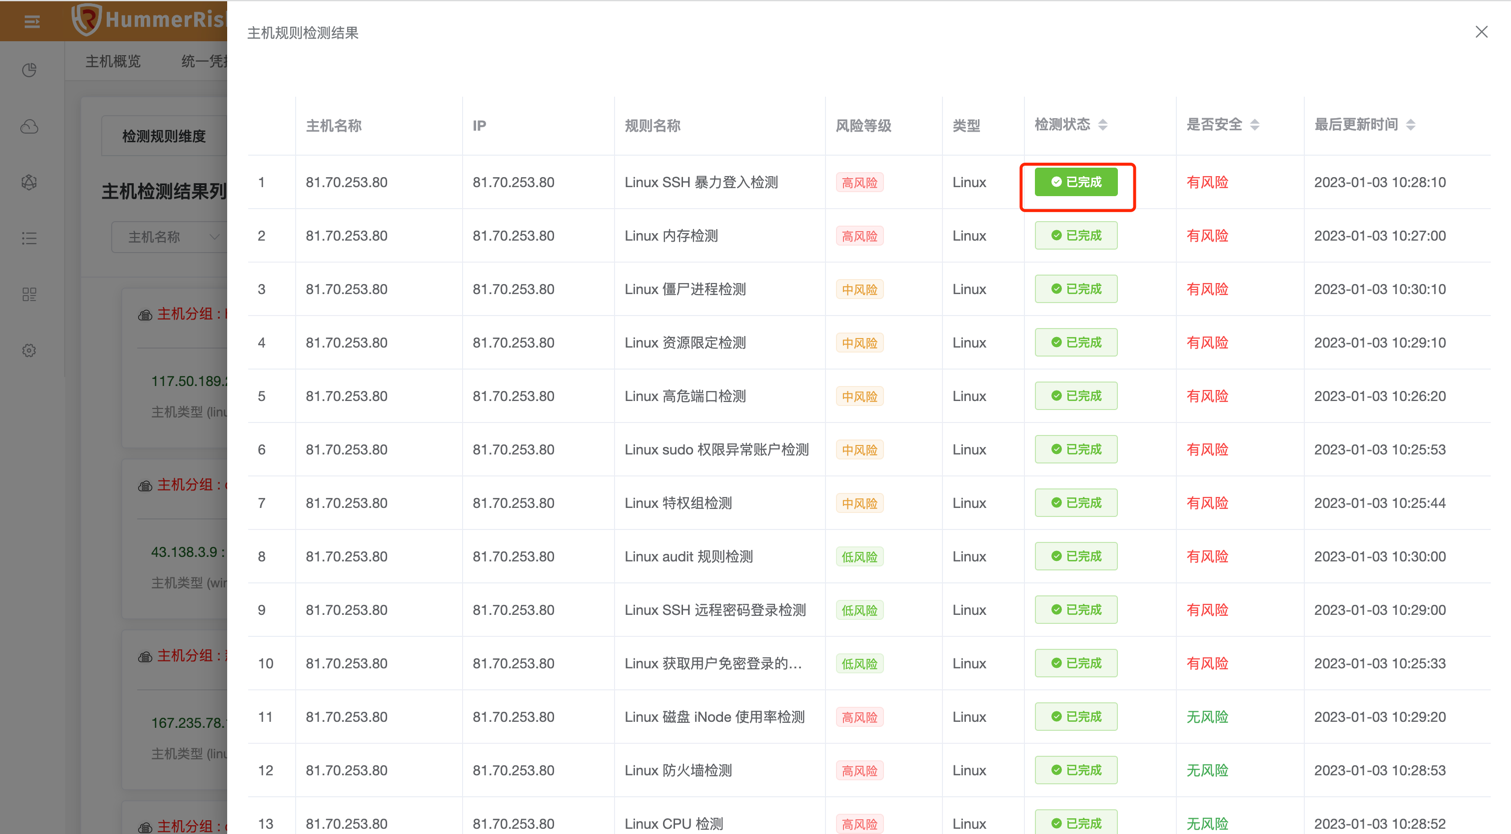 HummerRis
主机规则检测结果
主机概览 统一凭
检测规则维度
主机检测结果列
主机名称
主机分组 :
117.50.189.
主机类型 (linu
主机分组 :
43.138.3.9 :
主机类型 (win
主机分组 :
167.235.78.
主机类型 (linu
主机分组 :
主机名称 IP 规则名称 风险等级 类型 检测状态 是否安全 最后更新时间
1 81.70.253.80 81.70.253.80 Linux SSH 暴力登入检测 高风险 Linux 已完成 有风险 2023-01-03 10:28:10
2 81.70.253.80 81.70.253.80 Linux 内存检测 高风险 Linux 已完成 有风险 2023-01-03 10:27:00
3 81.70.253.80 81.70.253.80 Linux 僵尸进程检测 中风险 Linux 已完成 有风险 2023-01-03 10:30:10
4 81.70.253.80 81.70.253.80 Linux 资源限定检测 中风险 Linux 已完成 有风险 2023-01-03 10:29:10
5 81.70.253.80 81.70.253.80 Linux 高危端口检测 中风险 Linux 已完成 有风险 2023-01-03 10:26:20
6 81.70.253.80 81.70.253.80 Linux sudo 权限异常账户检测 中风险 Linux 已完成 有风险 2023-01-03 10:25:53
7 81.70.253.80 81.70.253.80 Linux 特权组检测 中风险 Linux 已完成 有风险 2023-01-03 10:25:44
8 81.70.253.80 81.70.253.80 Linux audit 规则检测 低风险 Linux 已完成 有风险 2023-01-03 10:30:00
9 81.70.253.80 81.70.253.80 Linux SSH 远程密码登录检测 低风险 Linux 已完成 有风险 2023-01-03 10:29:00
10 81.70.253.80 81.70.253.80 Linux 获取用户免密登录的... 低风险 Linux 已完成 有风险 2023-01-03 10:25:33
11 81.70.253.80 81.70.253.80 Linux 磁盘 iNode 使用率检测 高风险 Linux 已完成 无风险 2023-01-03 10:29:20
12 81.70.253.80 81.70.253.80 Linux 防火墙检测 高风险 Linux 已完成 无风险 2023-01-03 10:28:53
13 81.70.253.80 81.70.253.80 Linux CPU 检测 高风险 Linux 已完成 无风险 2023-01-03 10:28:52